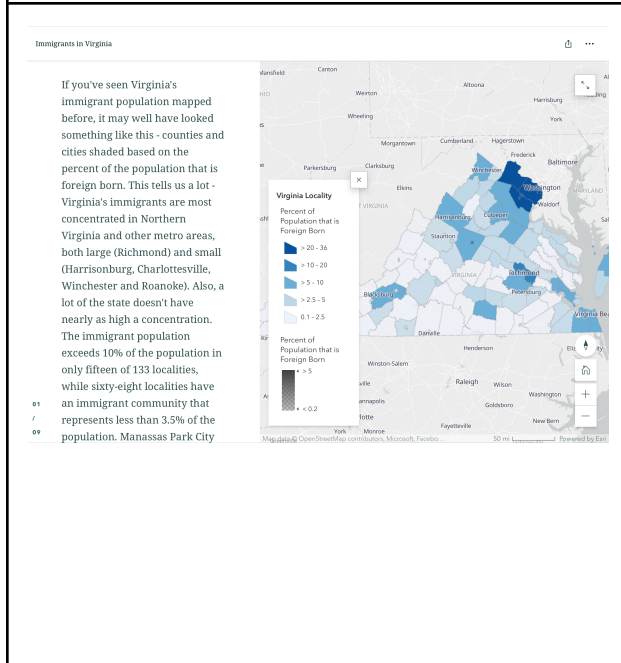 Immigrants in Virginia
If you've seen Virginia's
immigrant population mapped
before, it may well have looked
something like this - counties and
cities shaded based on the
percent of the population that is
foreign born. This tells us a lot -
Virginia's immigrants are most
concentrated in Northern
Virginia and other metro areas,
both large (Richmond) and small
(Harrisonburg, Charlottesville,
Winchester and Roanoke). Also, a
lot of the state doesn't have
nearly as high a concentration.
The immigrant population
exceeds 10% of the population in
only fifteen of 133 localities,
while sixty-eight localities have
an immigrant community that
represents less than 3.5% of the
population. Manassas Park City
01
/
09
Mansfield
Canton
Weirton
Altoona
Harrisburg
Wheeling
York
Morgantown
Cumberland
Hagerstown
Frederick
Baltimore
Parkersburg
Clarksburg
Winchester
Washington
MARYLAND
Elkins
Waldorf
Harrisonburg
Culpeper
Staunton
VIRGINIA
Richmond
Petersburg
Blacksburg
Danville
Henderson
Winston-Salem
Raleigh
Wilson
Washington
Goldsboro
Fayetteville
New Bern
York
Monroe
Virginia Locality
Percent of
Population that is
Foreign Born
> 20 - 36
> 10 - 20
> 5 - 10
> 2.5 - 5
0.1 - 2.5
Percent of
Population that is
Foreign Born
> 5
< 0.2
Map data © OpenStreetMap contributors, Microsoft, Facebo...
50 mi
Powered by Esri